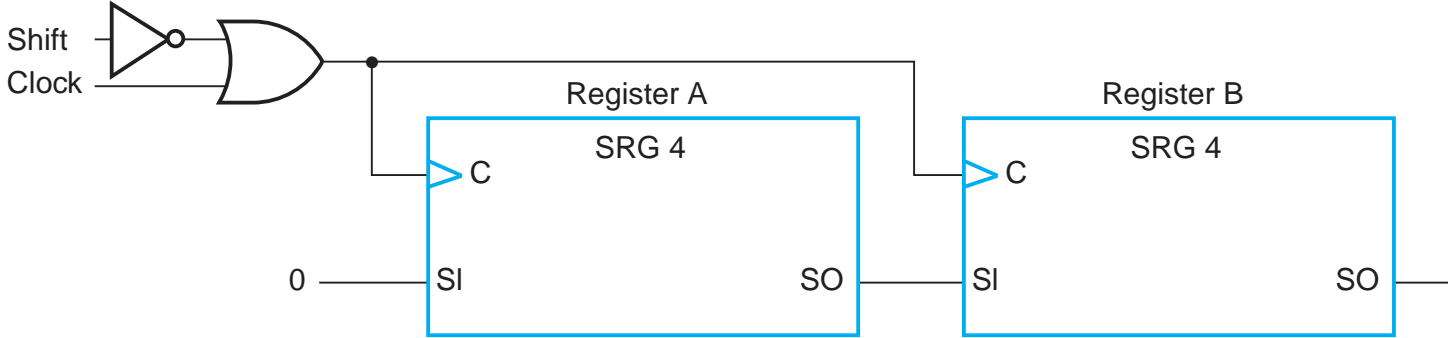 Shift
Clock
Register A
SRG 4
C
0
SI
SO
Register B
SRG 4
C
SI
SO